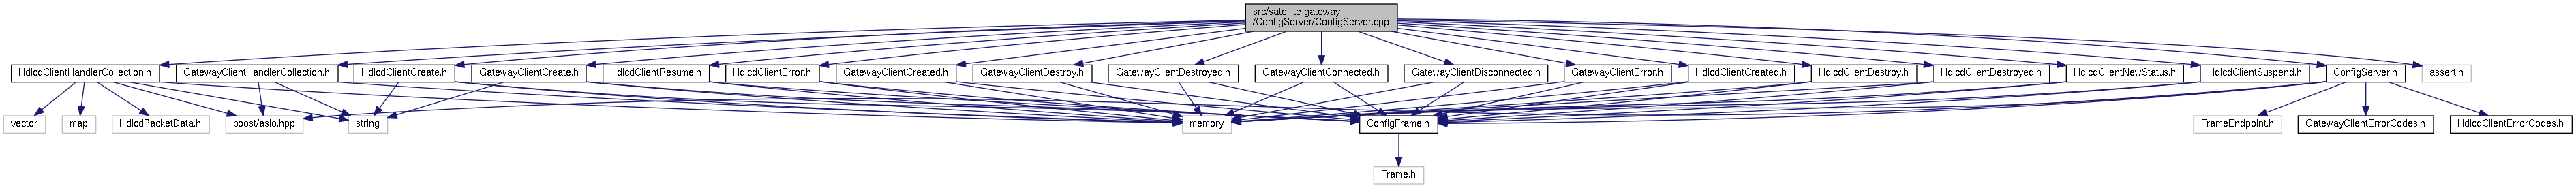 src/satellite-gateway
/ConfigServer/ConfigServer.cpp
HdlcdClientHandlerCollection.h
GatewayClientHandlerCollection.h
HdlcdClientCreate.h
GatewayClientCreate.h
HdlcdClientResume.h
HdlcdClientError.h
GatewayClientCreated.h
GatewayClientDestroy.h
GatewayClientDestroyed.h
GatewayClientConnected.h
GatewayClientDisconnected.h
GatewayClientError.h
HdlcdClientCreated.h
HdlcdClientDestroy.h
HdlcdClientDestroyed.h
HdlcdClientNewStatus.h
HdlcdClientSuspend.h
ConfigServer.h
assert.h
vector
map
HdlcdPacketData.h
boost/asio.hpp
string
memory
ConfigFrame.h
FrameEndpoint.h
GatewayClientErrorCodes.h
HdlcdClientErrorCodes.h
Frame.h